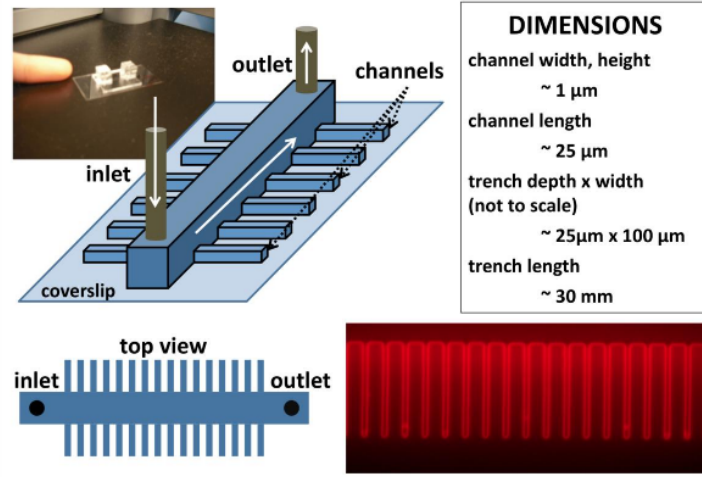 outlet
channels
inlet
coverslip
DIMENSIONS
channel width, height
~ 1 µm
channel length
~ 25 µm
trench depth x width
(not to scale)
~ 25µm x 100 µm
trench length
~ 30 mm
top view
inlet
outlet